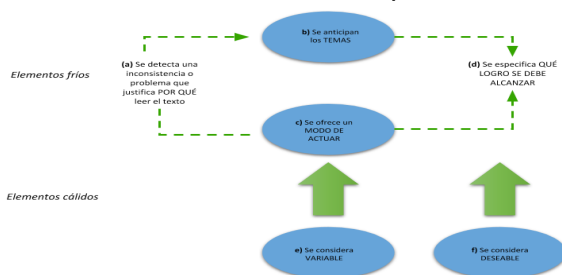 b) Se anticipan
los TEMAS
(a) Se detecta una
inconsistencia o
problema que
justifica POR QUÉ
leer el texto
(d) Se especifica QUÉ
LOGRO SE DEBE
ALCANZAR
Elementos fríos
c) Se ofrece un
MODO DE
ACTUAR
Elementos cálidos
e) Se considera
VARIABLE
f) Se considera
DESEABLE